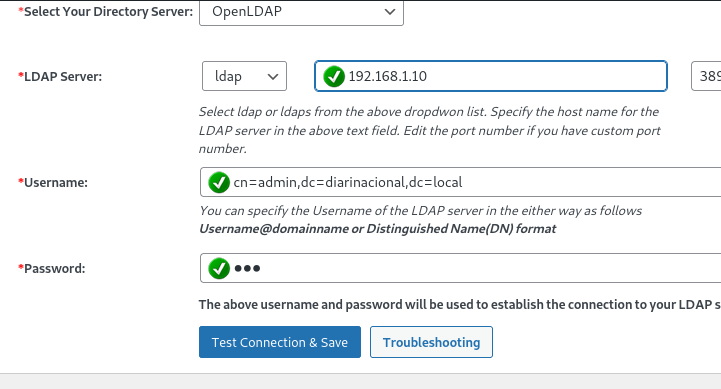 *Select Your Directory Server: OpenLDAP
*LDAP Server: ldap 192.168.1.10 389
Select ldap or ldaps from the above dropdwon list. Specify the host name for the
LDAP server in the above text field. Edit the port number if you have custom port
number.
*Username: cn=admin,dc=diarinacional,dc=local
You can specify the Username of the LDAP server in the either way as follows
Username@domainname or Distinguished Name(DN) format
*Password: •••
The above username and password will be used to establish the connection to your LDAP s
Test Connection & Save Troubleshooting